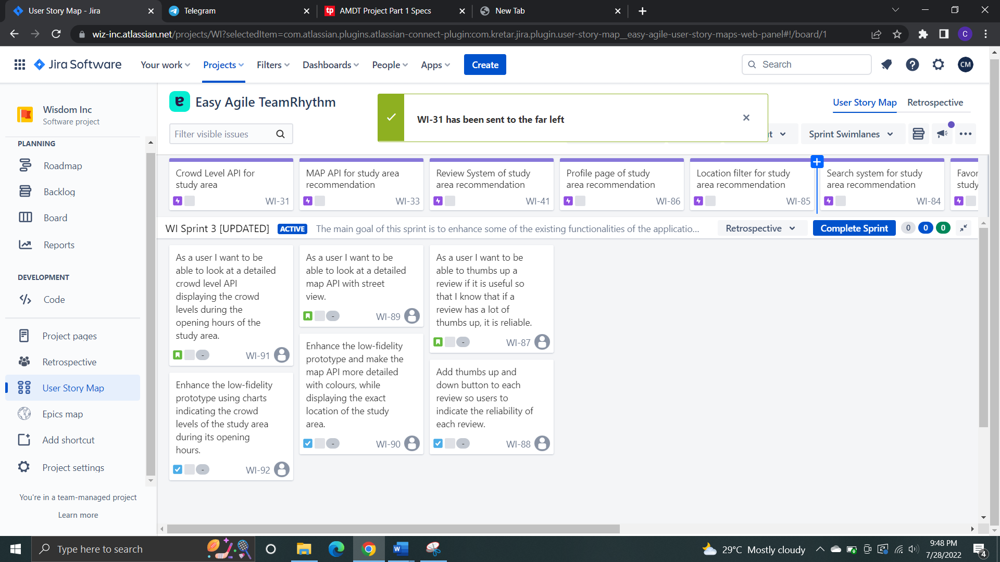 User Story Map - Jira
Telegram
AMDT Project Part 1 Specs
New Tab
wiz-inc.atlassian.net/projects/WI?selectedItem=com.atlassian.plugins.atlassian-connect-plugin:com.kretar.jira.plugin.user-story-map__easy-agile-user-story-maps-web-panel#!/board/1
C
Jira Software
Your work
Projects
Filters
Dashboards
People
Apps
Create
Search
CM
Wisdom Inc
Software project
PLANNING
Roadmap
Backlog
Board
Reports
DEVELOPMENT
Code
Project pages
Retrospective
User Story Map
Epics map
Add shortcut
Project settings
You're in a team-managed project
Learn more
Easy Agile TeamRhythm
WI-31 has been sent to the far left
User Story Map
Retrospective
Filter visible issues
t
Sprint Swimlanes
Crowd Level API for
study area
WI-31
MAP API for study area
recommendation
WI-33
Review System of study
area recommendation
WI-41
Profile page of study
area recommendation
WI-86
Location filter for study
area recommendation
WI-85
Search system for study
area recommendation
WI-84
Favor
study
WI Sprint 3 [UPDATED]
ACTIVE
The main goal of this sprint is to enhance some of the existing functionalities of the applicatio...
Retrospective
Complete Sprint
0
0
0
As a user I want to be
able to look at a detailed
crowd level API
displaying the crowd
levels during the
opening hours of the
study area.
-
WI-91
Enhance the low-fidelity
prototype using charts
indicating the crowd
levels of the study area
during its opening
hours.
-
WI-92
As a user I want to be
able to look at a detailed
map API with street
view.
-
WI-89
Enhance the low-fidelity
prototype and make the
map API more detailed
with colours, while
displaying the exact
location of the study
area.
-
WI-90
As a user I want to be
able to thumbs up a
review if it is useful so
that I know that if a
review has a lot of
thumbs up, it is reliable.
-
WI-87
Add thumbs up and
down button to each
review so users to
indicate the reliability of
each review.
-
WI-88
Type here to search
29°C Mostly cloudy
9:48 PM
7/28/2022
4